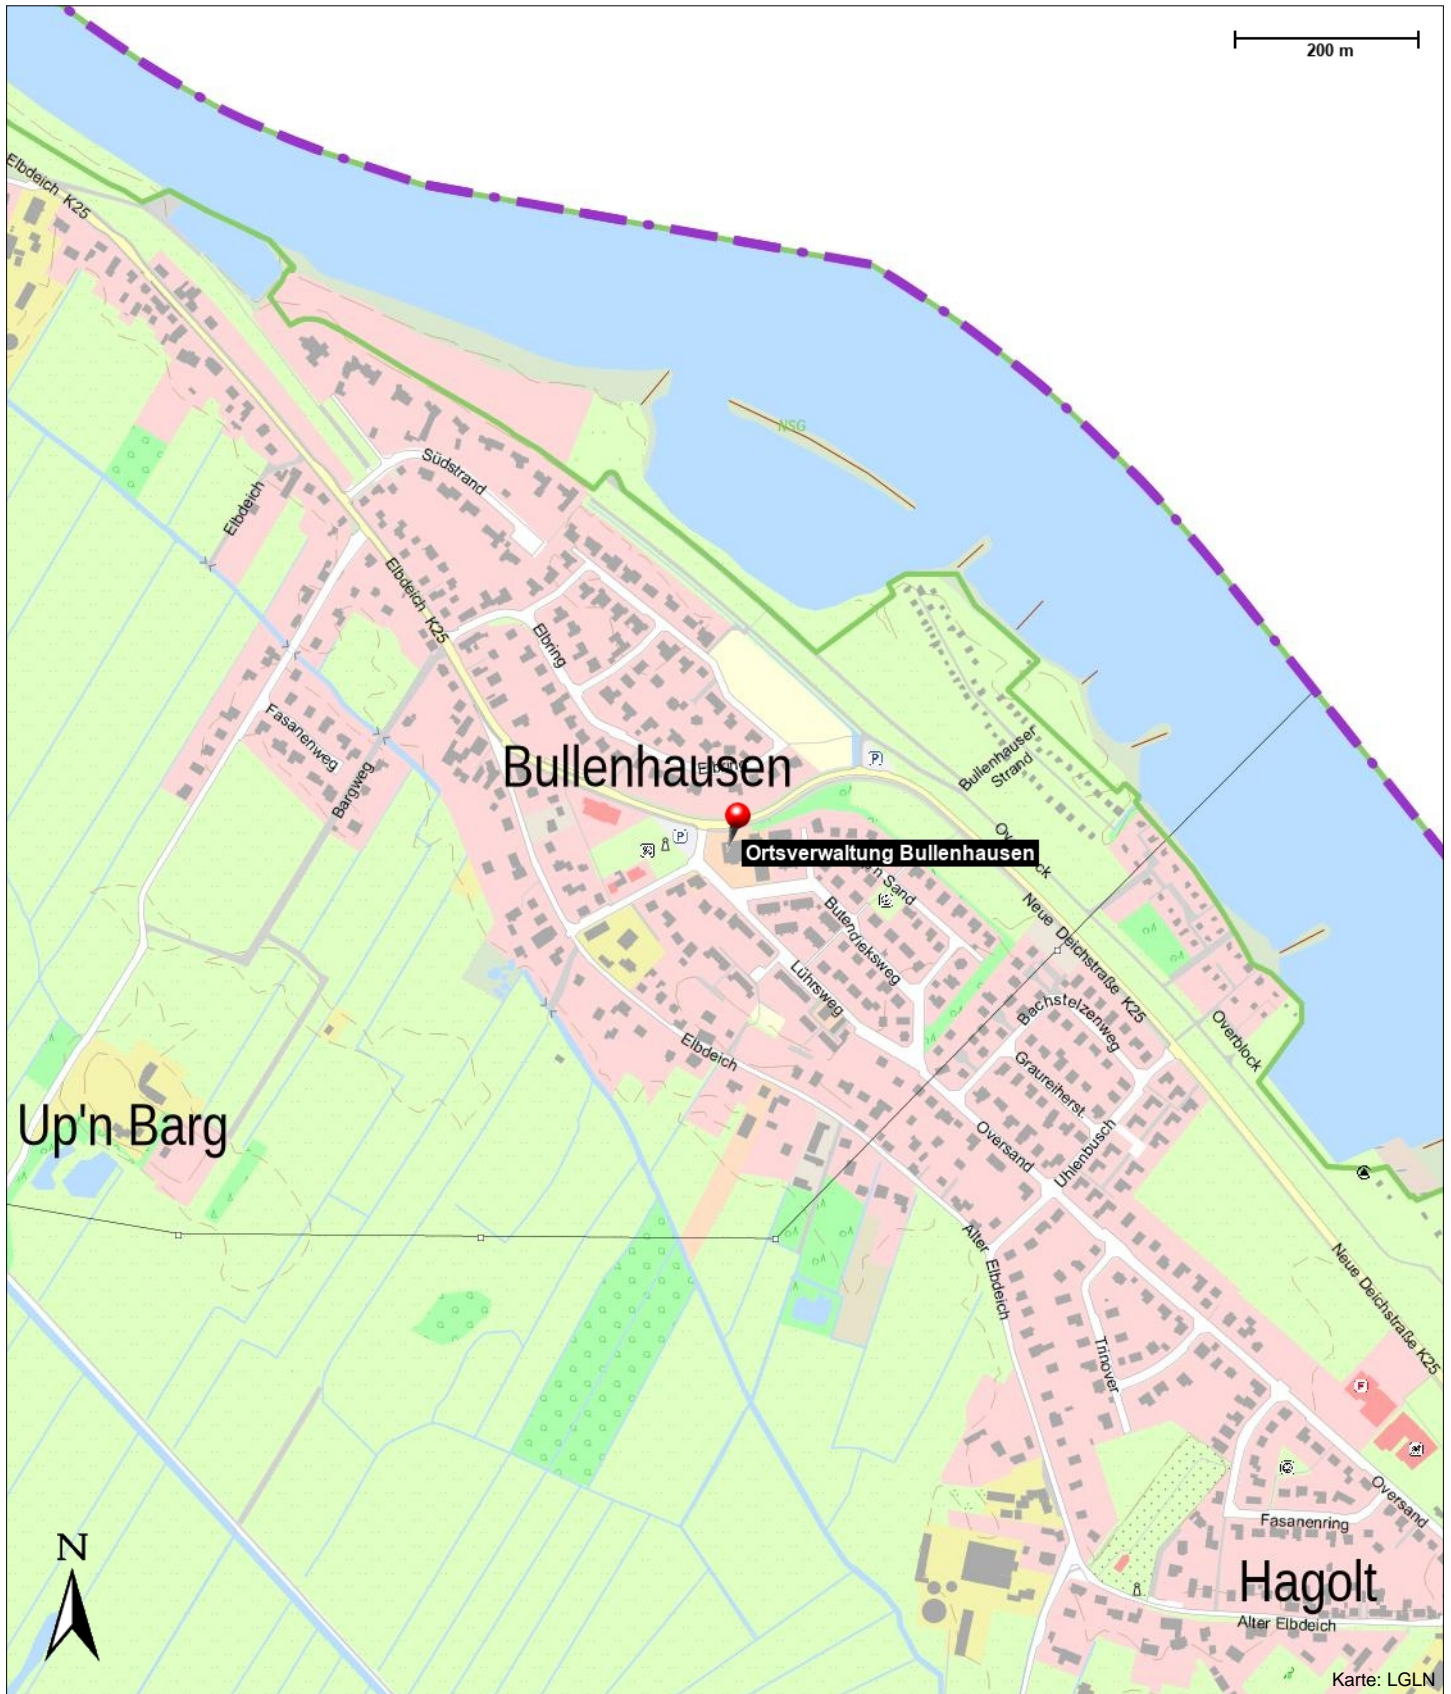 200 m
Elbdeich K25
NSG
Südstrand
Elbdeich
Elbdeich K25
Elbring
Fasanenweg
Bargweg
Bullenhausen
Elbring
P
Bullenhauser
Strand
P
Ortsverwaltung Bullenhausen
Sand
Butendieksweg
Neue Deichstraße K25
Lührsweg
Bachstelzenweg
Overblock
Elbdeich
Graureiherst.
Up'n Barg
Oversand
Uhlenbusch
Alter Elbdeich
Neue Deichstraße K25
Trinover
F
Oversand
Fasanenring
N
Hagolt
Alter Elbdeich
Karte: LGLN